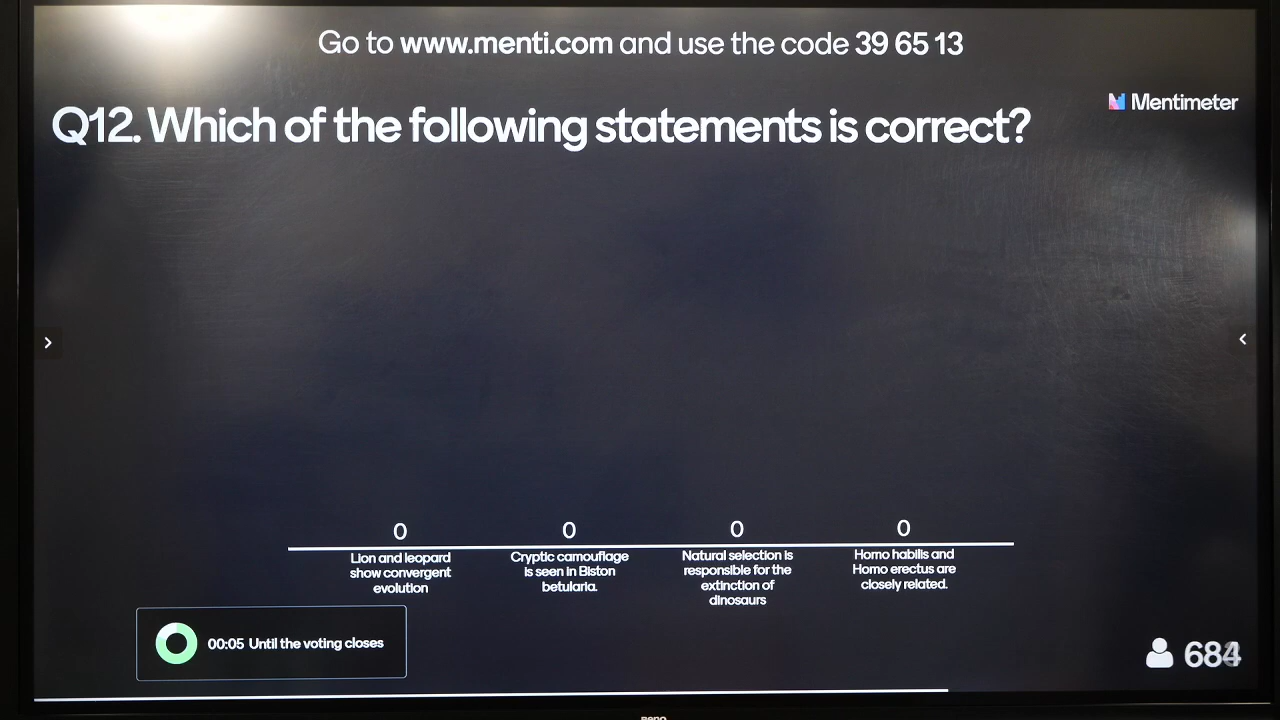 Go to www.menti.com and use the code 39 65 13
Mentimeter
Q12. Which of the following statements is correct?
0
0
0
0
Lion and leopard
show convergent
evolution
Cryptic camouflage
is seen in Biston
betularia.
Natural selection is
responsible for the
extinction of
dinosaurs
Homo habilis and
Homo erectus are
closely related.
00:05 Until the voting closes
BenQ